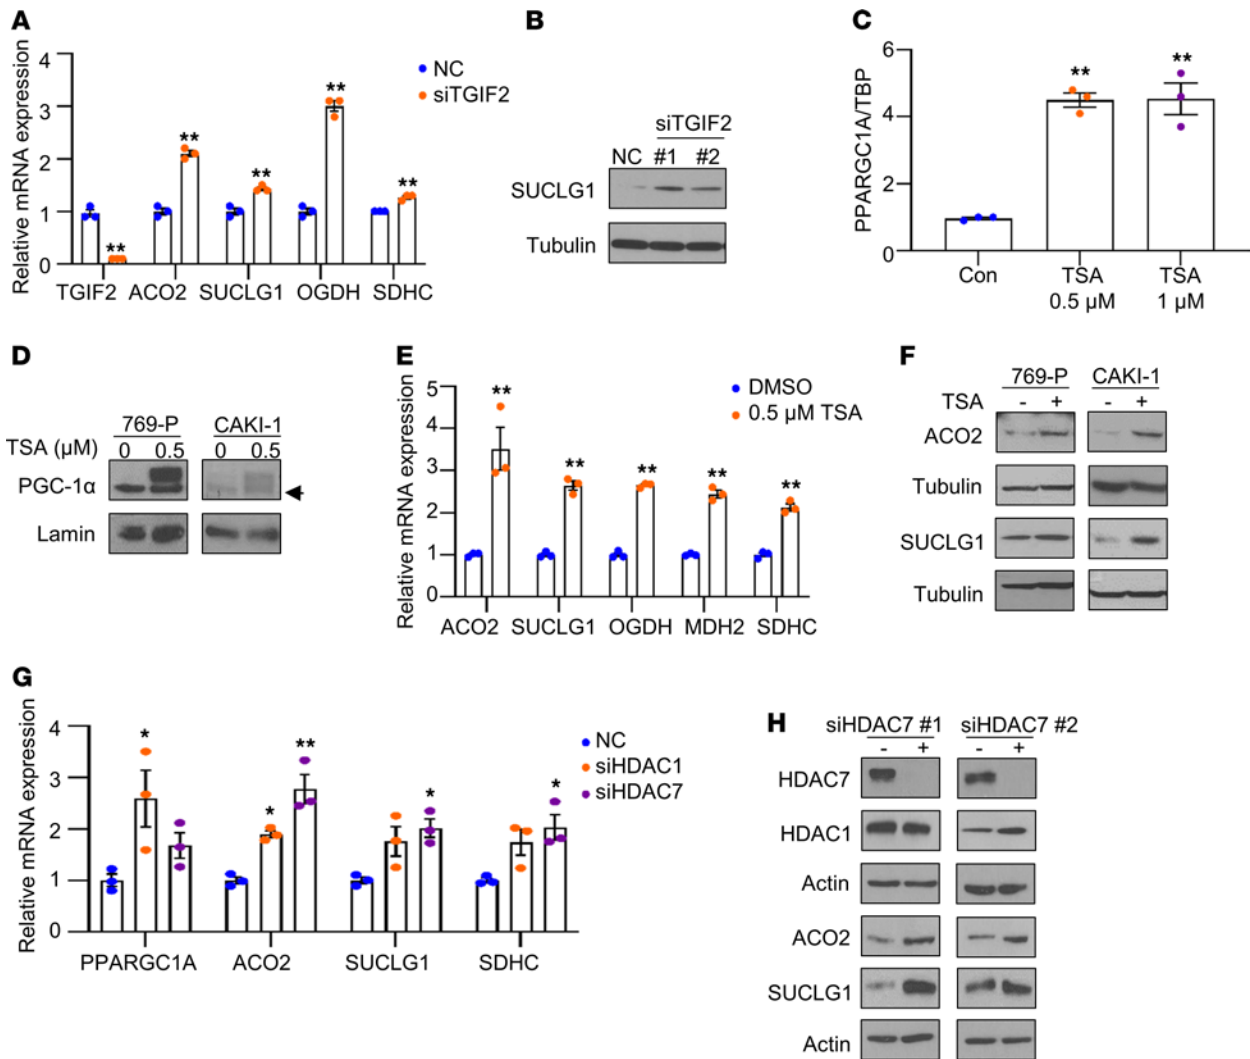 A
Relative mRNA expression
4
3
2
1
0
NC
siTGIF2
**
**
**
**
**
TGIF2 ACO2 SUCLG1 OGDH SDHC
B
siTGIF2
NC #1 #2
SUCLG1
Tubulin
C
PPARGC1A/TBP
6
4
2
0
**
**
Con
TSA
0.5 µM
TSA
1 µM
D
769-P CAKI-1
TSA (µM) 0 0.5 0 0.5
PGC-1α
Lamin
E
Relative mRNA expression
5
4
3
2
1
0
DMSO
0.5 µM TSA
**
**
**
**
**
ACO2 SUCLG1 OGDH MDH2 SDHC
F
769-P CAKI-1
TSA - + - +
ACO2
Tubulin
SUCLG1
Tubulin
G
Relative mRNA expression
4
3
2
1
0
NC
siHDAC1
siHDAC7
*
*
**
*
*
PPARGC1A ACO2 SUCLG1 SDHC
H
siHDAC7 #1 siHDAC7 #2
- + - +
HDAC7
HDAC1
Actin
ACO2
SUCLG1
Actin